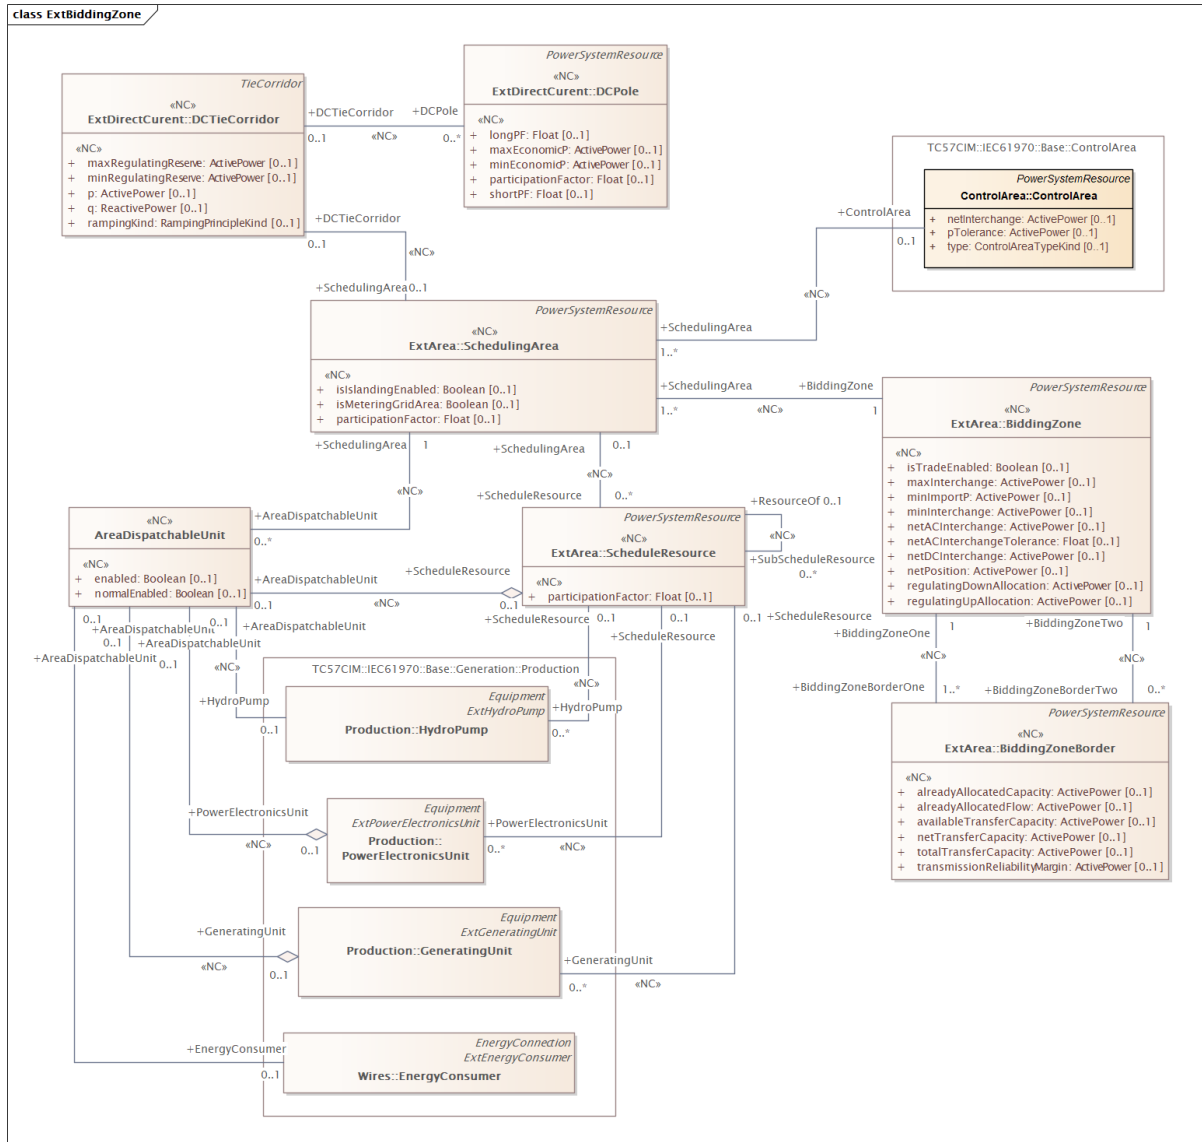 class ExtBiddingZone
TieCorridor
«NC»
ExtDirectCurent::DCTieCorridor
«NC»
+ maxRegulatingReserve: ActivePower [0..1]
+ minRegulatingReserve: ActivePower [0..1]
+ p: ActivePower [0..1]
+ q: ReactivePower [0..1]
+ rampingKind: RampingPrincipleKind [0..1]
+DCTieCorridor
0..1
«NC»
+DCPole
0..*
PowerSystemResource
«NC»
ExtDirectCurent::DCPole
«NC»
+ longPF: Float [0..1]
+ maxEconomicP: ActivePower [0..1]
+ minEconomicP: ActivePower [0..1]
+ participationFactor: Float [0..1]
+ shortPF: Float [0..1]
TC57CIM::IEC61970::Base::ControlArea
PowerSystemResource
ControlArea::ControlArea
+ netInterchange: ActivePower [0..1]
+ pTolerance: ActivePower [0..1]
+ type: ControlAreaTypeKind [0..1]
+ControlArea
0..1
«NC»
+SchedulingArea
1..*
+DCTieCorridor
0..1
«NC»
+SchedulingArea 0..1
PowerSystemResource
«NC»
ExtArea::SchedulingArea
«NC»
+ isIslandingEnabled: Boolean [0..1]
+ isMeteringGridArea: Boolean [0..1]
+ participationFactor: Float [0..1]
+SchedulingArea
1..*
«NC»
+BiddingZone
1
PowerSystemResource
«NC»
ExtArea::BiddingZone
«NC»
+ isTradeEnabled: Boolean [0..1]
+ maxInterchange: ActivePower [0..1]
+ minImportP: ActivePower [0..1]
+ minInterchange: ActivePower [0..1]
+ netACInterchange: ActivePower [0..1]
+ netACInterchangeTolerance: Float [0..1]
+ netDCInterchange: ActivePower [0..1]
+ netPosition: ActivePower [0..1]
+ regulatingDownAllocation: ActivePower [0..1]
+ regulatingUpAllocation: ActivePower [0..1]
+SchedulingArea 1
«NC»
+AreaDispatchableUnit
0..*
+SchedulingArea
0..1
«NC»
+ScheduleResource
0..*
«NC»
AreaDispatchableUnit
«NC»
+ enabled: Boolean [0..1]
+ normalEnabled: Boolean [0..1]
+AreaDispatchableUnit
0..1
«NC»
+ScheduleResource
0..1
PowerSystemResource
«NC»
ExtArea::ScheduleResource
+ participationFactor: Float [0..1]
+ResourceOf 0..1
«NC»
+SubScheduleResource
0..*
0..1
+AreaDispatchableUnit
0..1
+AreaDispatchableUnit
0..1
+AreaDispatchableUnit
0..1
+AreaDispatchableUnit
+ScheduleResource
0..1
0..1
+ScheduleResource
0..1
+ScheduleResource
+BiddingZoneOne
1
+BiddingZoneTwo
1
«NC»
«NC»
+BiddingZoneBorderOne
1..*
+BiddingZoneBorderTwo
0..*
PowerSystemResource
«NC»
ExtArea::BiddingZoneBorder
«NC»
+ alreadyAllocatedCapacity: ActivePower [0..1]
+ alreadyAllocatedFlow: ActivePower [0..1]
+ availableTransferCapacity: ActivePower [0..1]
+ netTransferCapacity: ActivePower [0..1]
+ totalTransferCapacity: ActivePower [0..1]
+ transmissionReliabilityMargin: ActivePower [0..1]
TC57CIM::IEC61970::Base::Generation::Production
«NC»
+HydroPump
0..1
Equipment
ExtHydroPump
Production::HydroPump
«NC»
+HydroPump
0..*
+PowerElectronicsUnit
0..1
«NC»
Equipment
ExtPowerElectronicsUnit
Production::
PowerElectronicsUnit
+PowerElectronicsUnit
0..*
«NC»
+GeneratingUnit
«NC»
0..1
Equipment
ExtGeneratingUnit
Production::GeneratingUnit
+GeneratingUnit
0..*
«NC»
+EnergyConsumer
0..1
EnergyConnection
ExtEnergyConsumer
Wires::EnergyConsumer